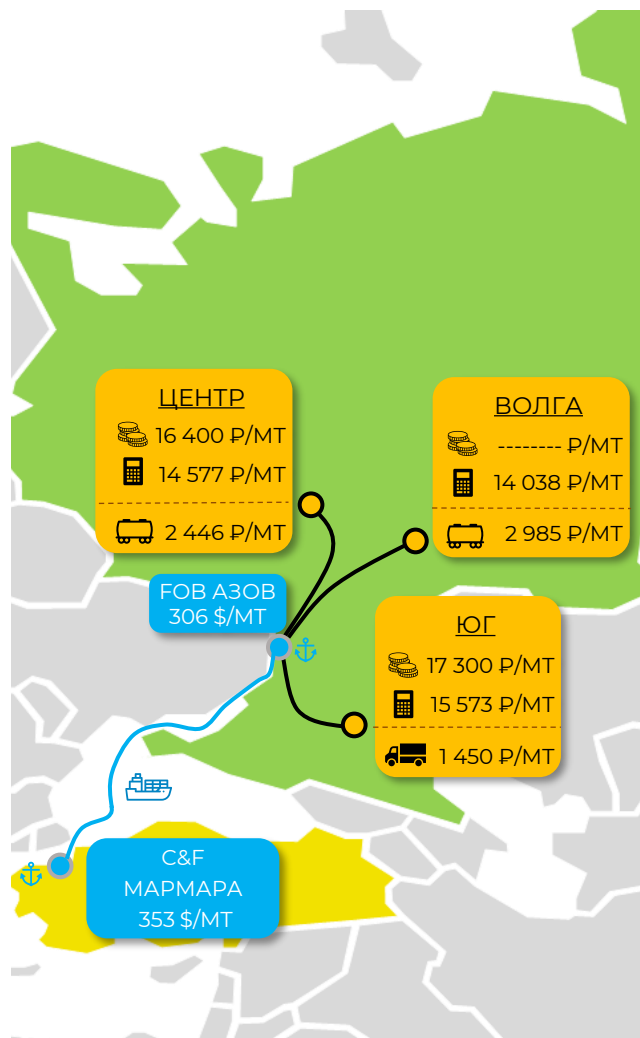 ЦЕНТР
16 400 ₽/МТ
14 577 ₽/МТ
2 446 ₽/МТ
ВОЛГА
-------- ₽/МТ
14 038 ₽/МТ
2 985 ₽/МТ
FOB АЗОВ
306 $/МТ
ЮГ
17 300 ₽/МТ
15 573 ₽/МТ
1 450 ₽/МТ
C&F
МАРМАРА
353 $/МТ